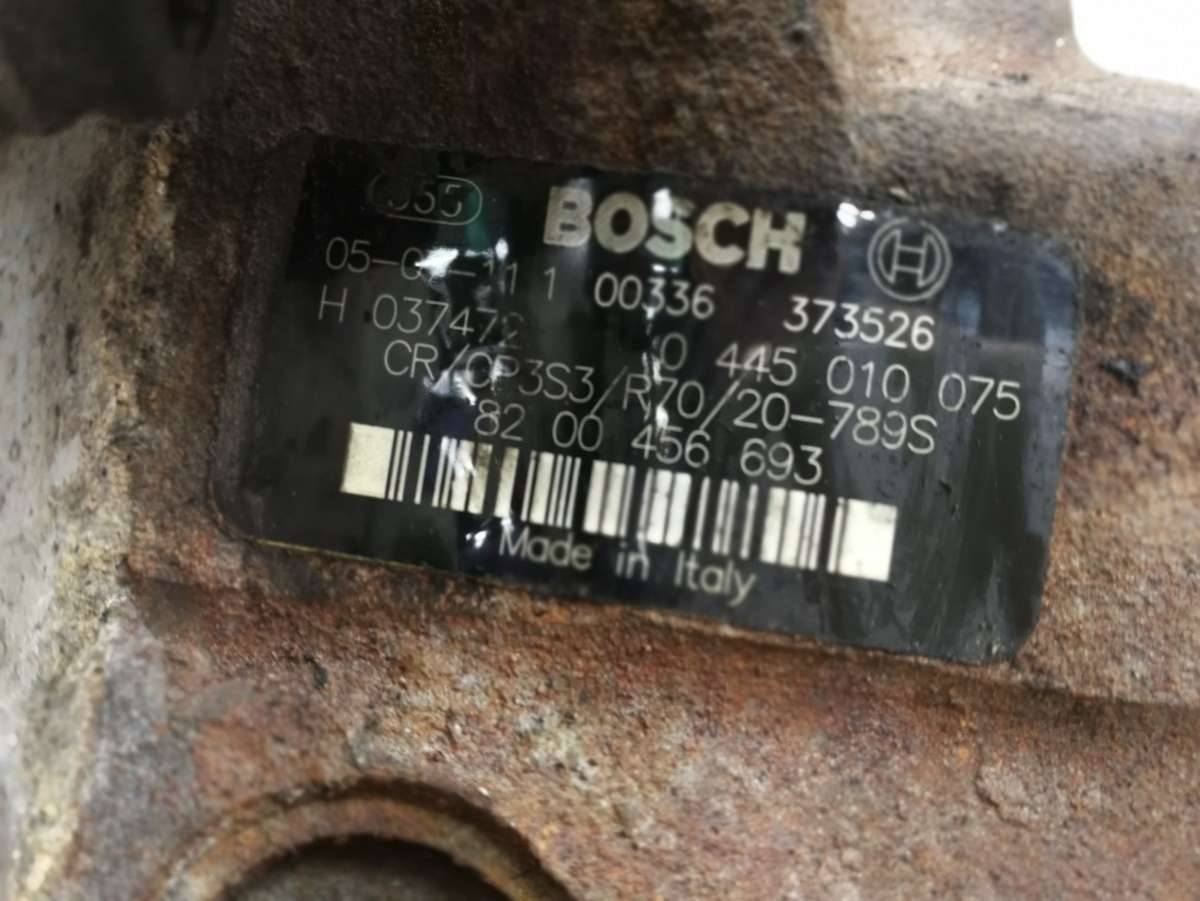 BOSCH
1 00336 373526
H 0 445 010 075
CR/CP3S3/R70/20-789S
82 00 456 693
Made in Italy